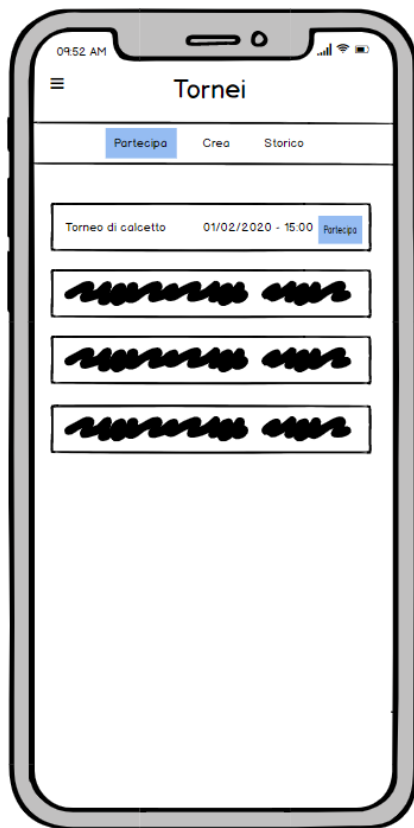 09:52 AM
Tornei
Partecipa Crea Storico
Torneo di calcetto 01/02/2020 - 15:00 Partecipa